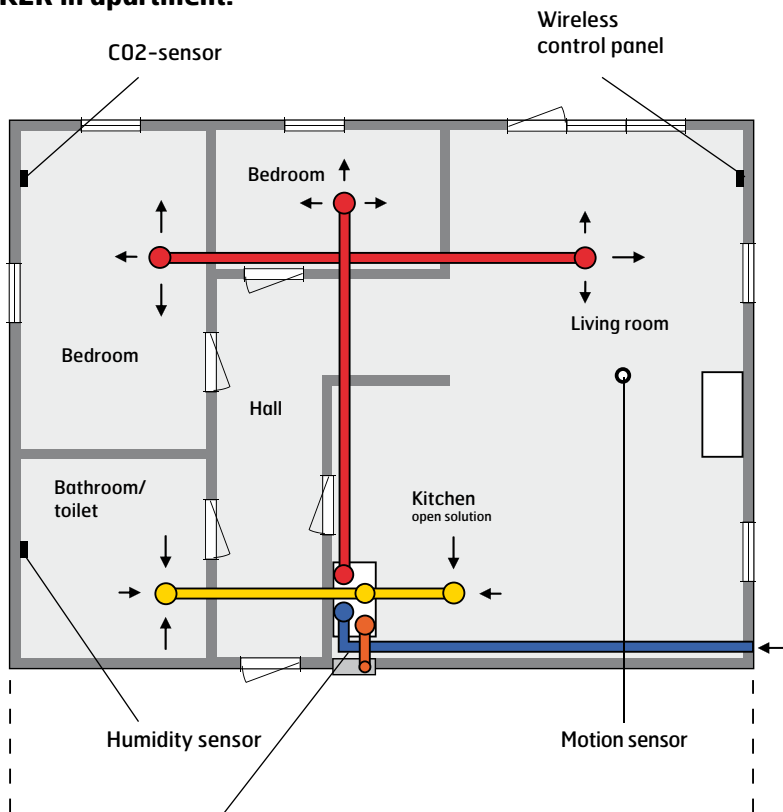 in apartment.
Wireless
control panel
CO2-sensor
Bedroom
Living room
Bedroom
Hall
Bathroom/
toilet
Kitchen
open solution
Humidity sensor
Motion sensor